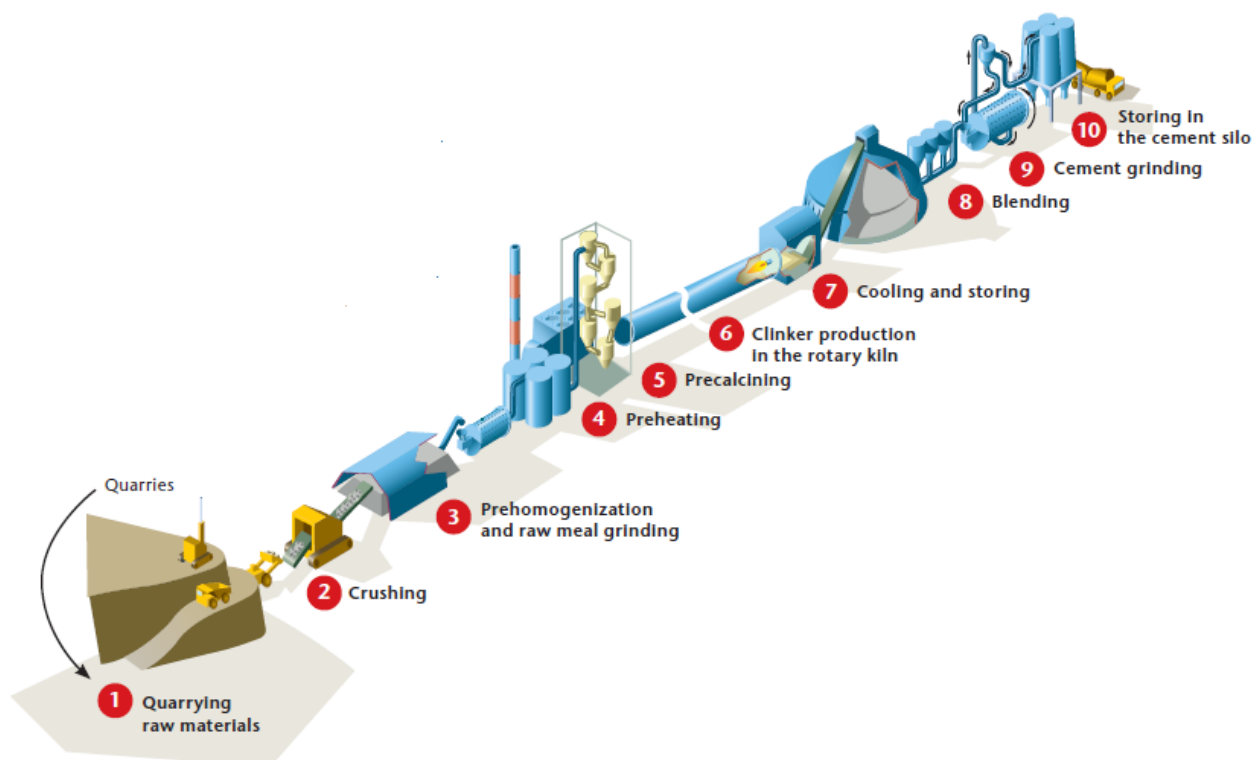 Quarries
1
Quarrying
raw materials
2
Crushing
3
Prehomogenization
and raw meal grinding
4
Preheating
5
Precalcining
6
Clinker production
in the rotary kiln
7
Cooling and storing
8
Blending
9
Cement grinding
10
Storing in
the cement silo